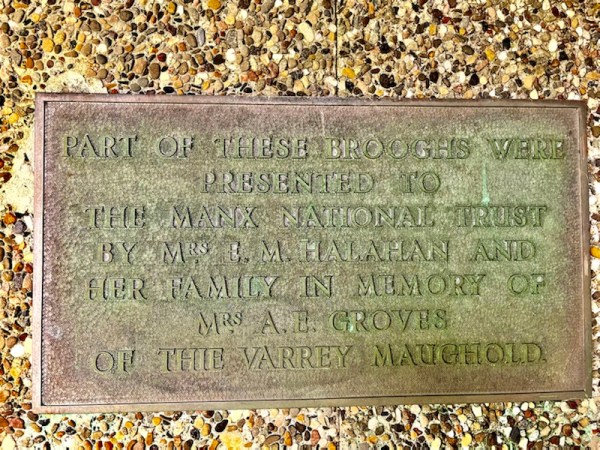 PART OF THESE BROOGHS WERE
PRESENTED TO
THE MANX NATIONAL TRUST
BY MRS E. M. HALAHAN AND
HER FAMILY IN MEMORY OF
MRS A. E. GROVES
OF THIE VARREY MAUGHOLD.